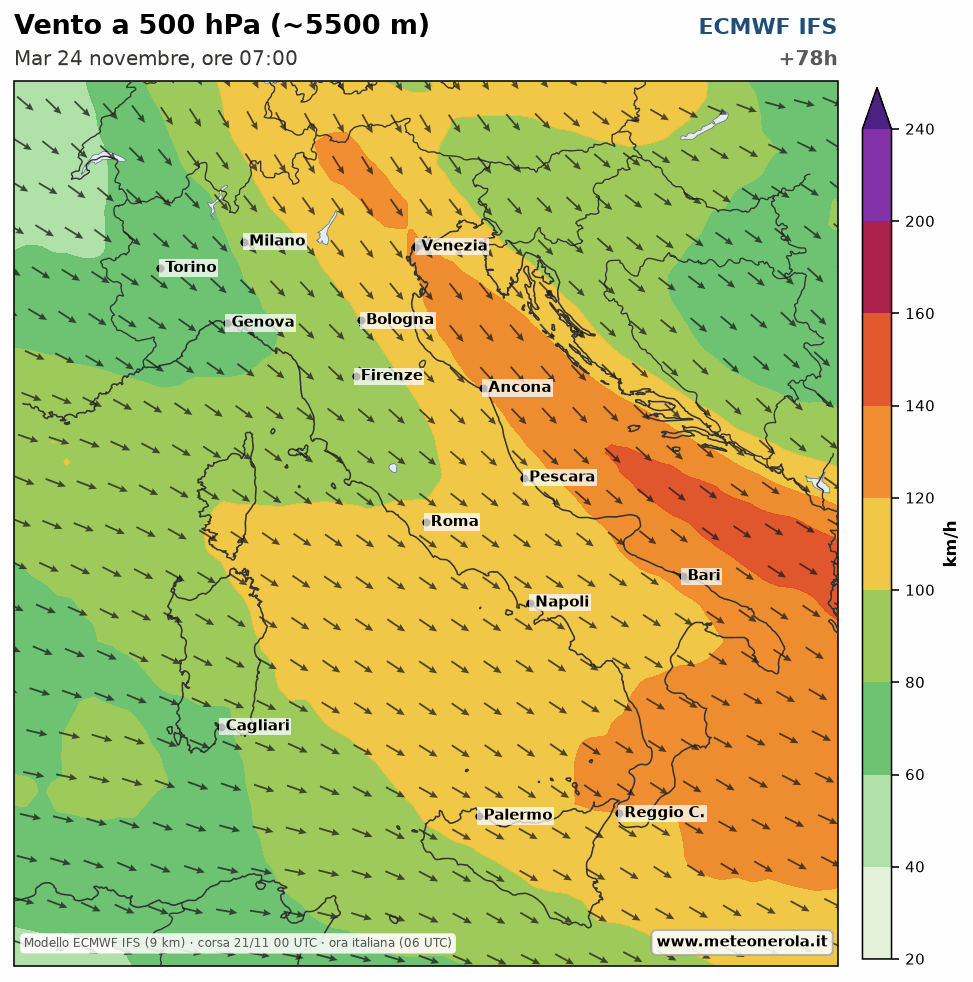 Vento a 500 hPa (~5500 m)
ECMWF IFS
Mar 24 novembre, ore 07:00
+78h
Milano
Venezia
Torino
Genova
Bologna
Firenze
Ancona
Pescara
Roma
Bari
Napoli
Cagliari
Palermo
Reggio C.
240
200
160
140
120
100
80
60
40
20
km/h
Modello ECMWF IFS (9 km) · corsa 21/11 00 UTC · ora italiana (06 UTC)
www.meteonerola.it